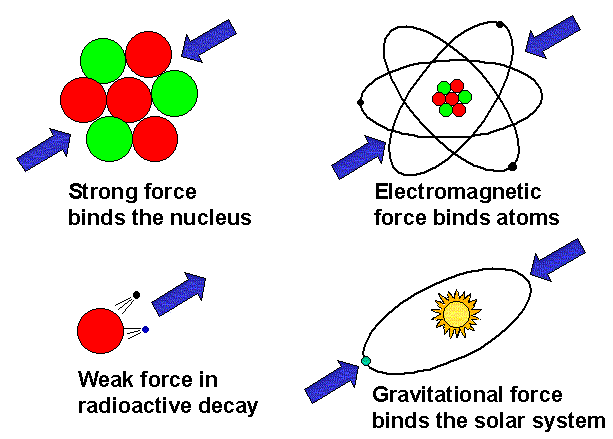 Strong force
binds the nucleus
Electromagnetic
force binds atoms
Weak force in
radioactive decay
Gravitational force
binds the solar system